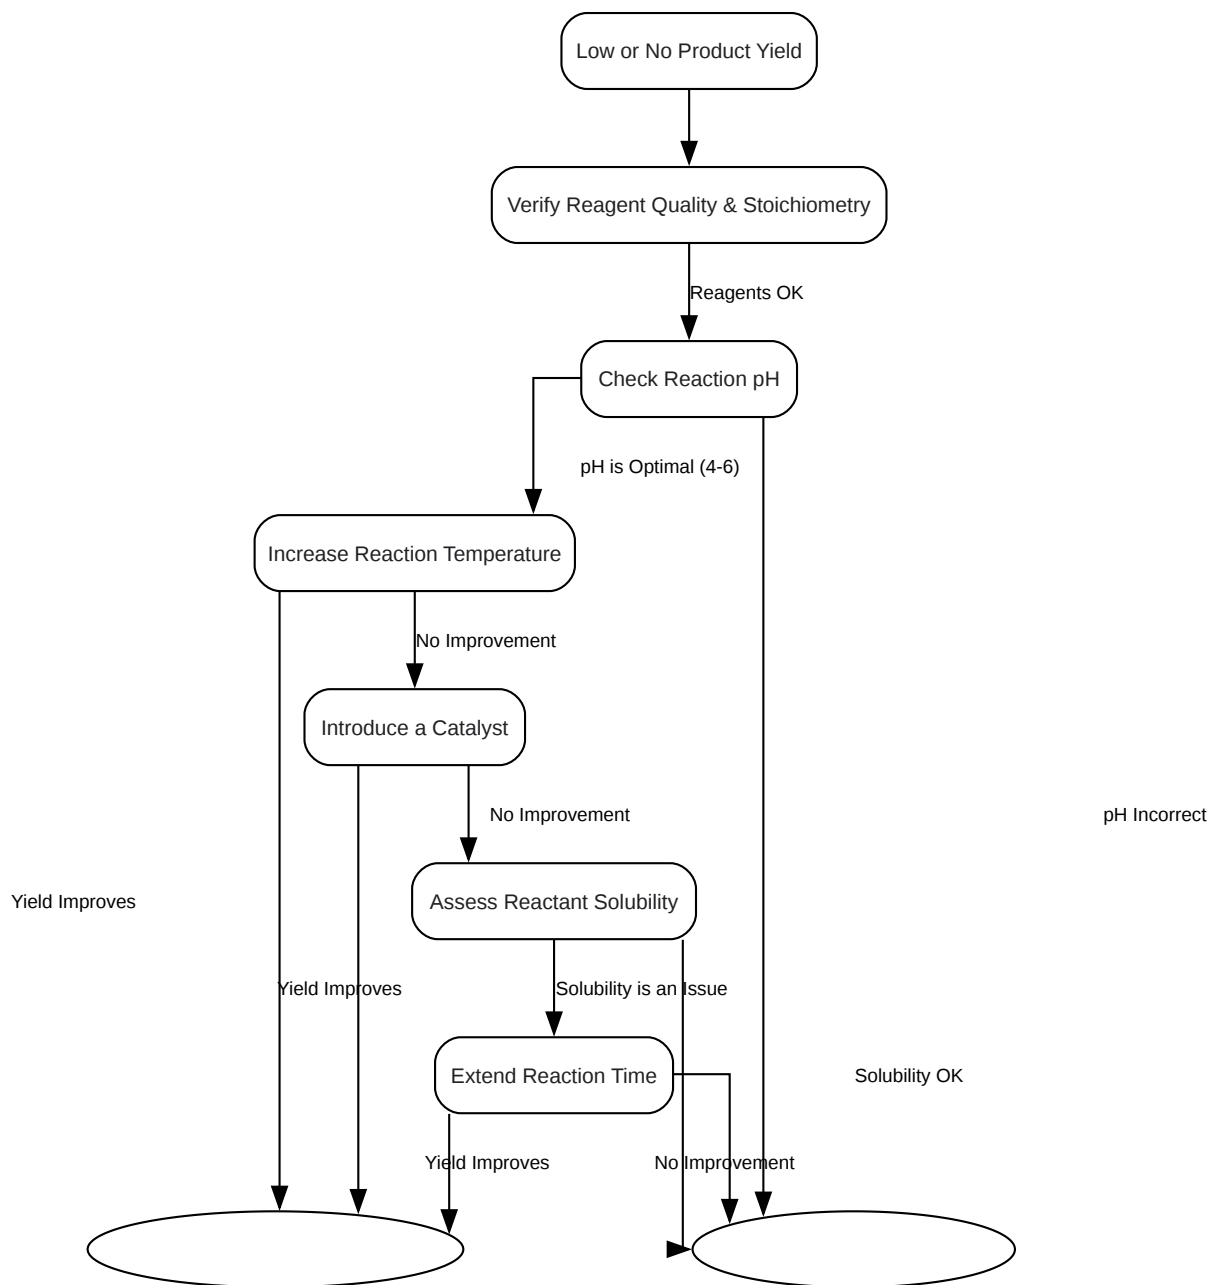 Low or No Product Yield
Verify Reagent Quality & Stoichiometry
Reagents OK
Check Reaction pH
pH is Optimal (4-6)
Increase Reaction Temperature
No Improvement
Introduce a Catalyst
No Improvement
pH Incorrect
Assess Reactant Solubility
Yield Improves
Yield Improves
Solubility is an Issue
Extend Reaction Time
Solubility OK
Yield Improves
No Improvement